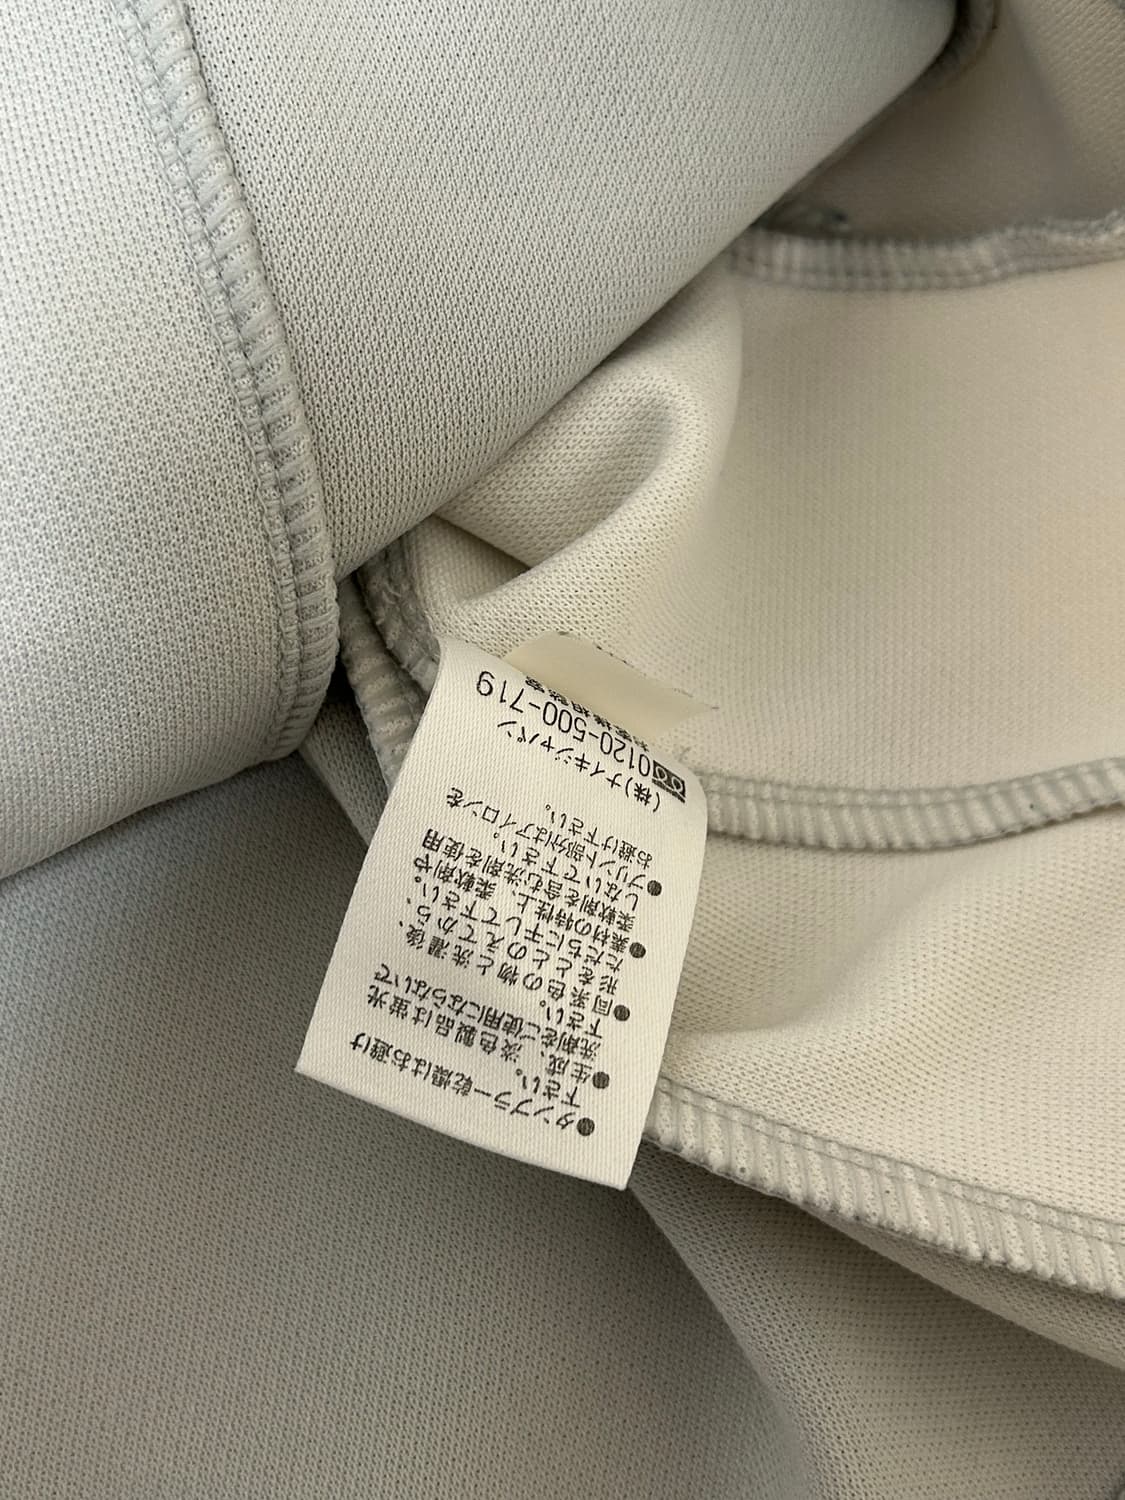 ●タンブラー乾燥はお避け
下さい。
●生成、淡色製品は蛍光
洗剤をご使用にならないで
下さい。
●同系色の物と洗濯後、
形をととのえてから、
ただちに干して下さい。
●素材の特性上、柔軟剤や
柔軟剤を含む洗剤を使用
しないで下さい。
●プリント部分はアイロンを
お避け下さい。
(株)ナイキジャパン
0120-500-719
お客様相談室